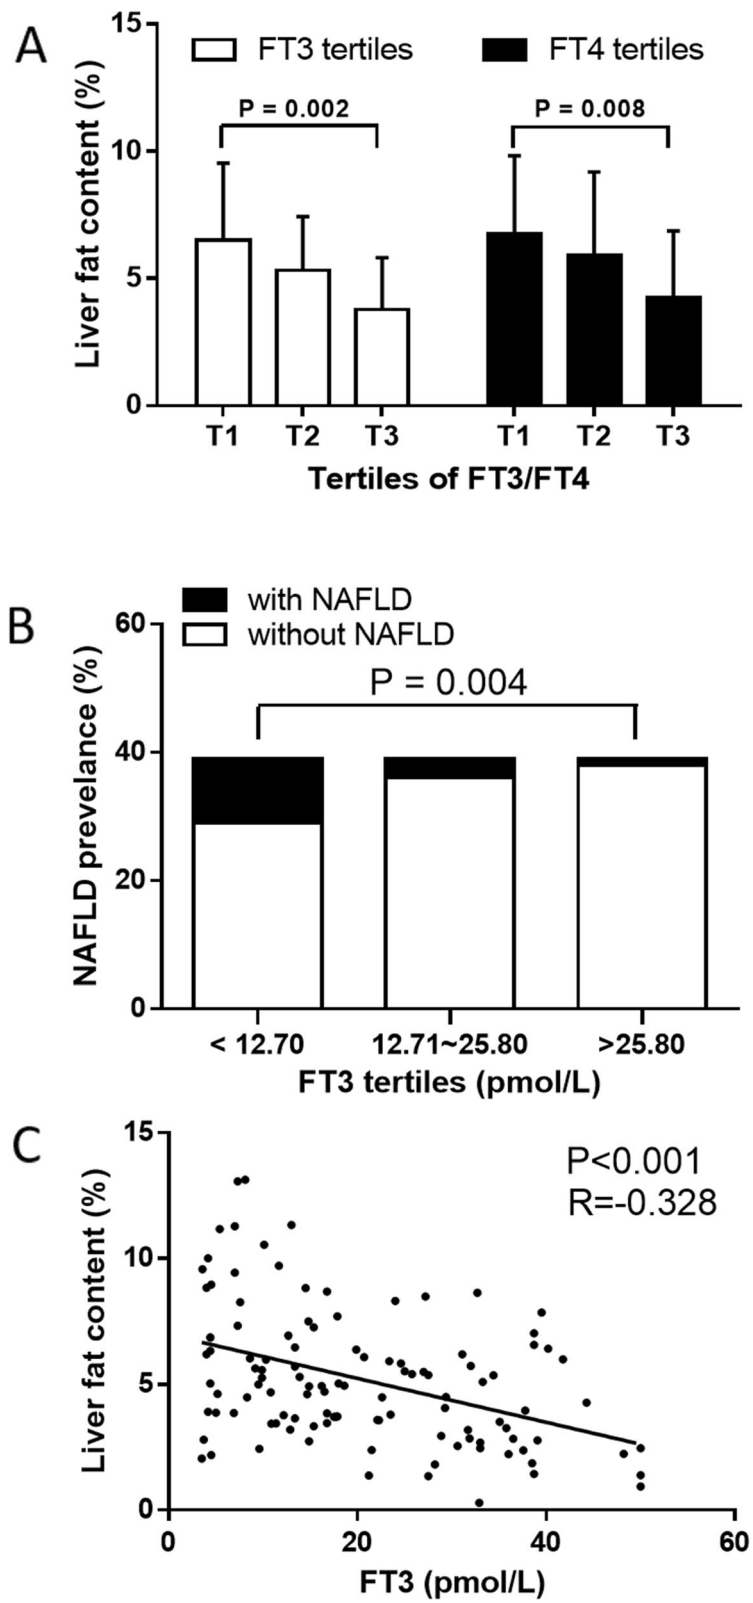 A
15
FT3 tertiles
FT4 tertiles
P = 0.002
P = 0.008
10
5
0
Liver fat content (%)
T1 T2 T3 T1 T2 T3
Tertiles of FT3/FT4
B
with NAFLD
without NAFLD
60
P = 0.004
40
20
0
NAFLD prevelance (%)
< 12.70 12.71~25.80 >25.80
FT3 tertiles (pmol/L)
C
15
P<0.001
R=-0.328
10
5
0
Liver fat content (%)
0 20 40 60
FT3 (pmol/L)